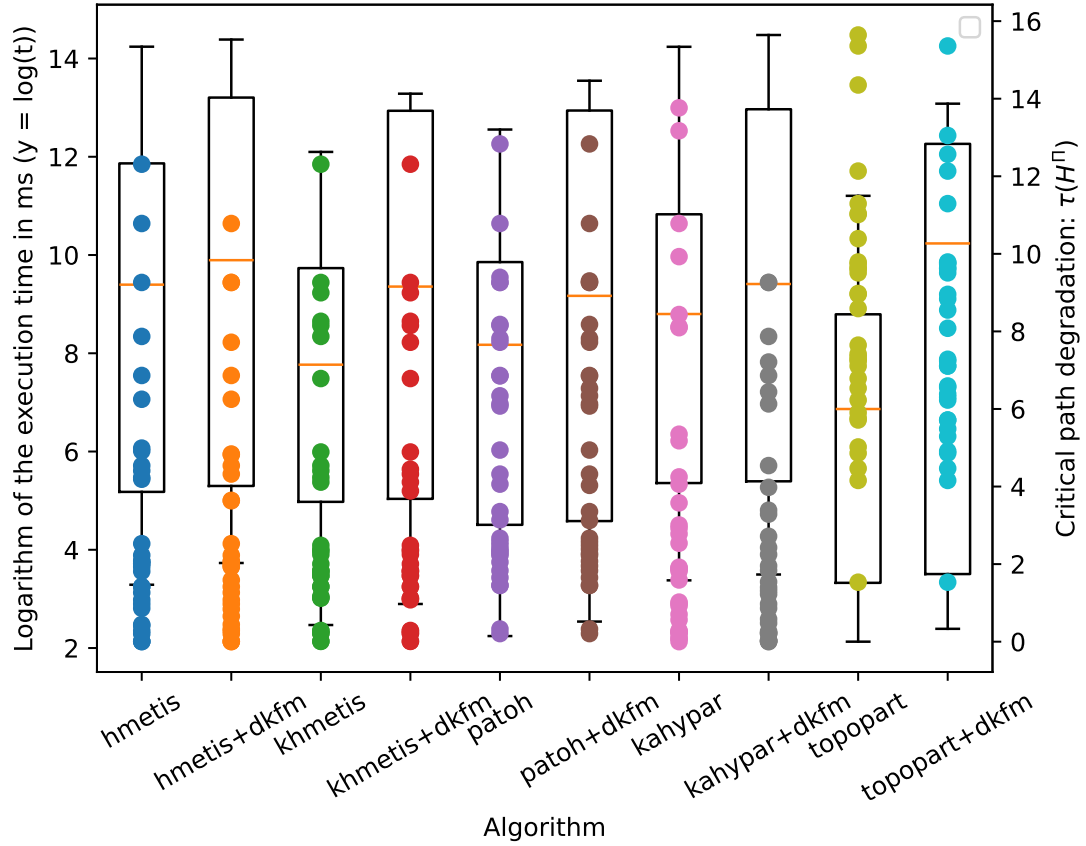 Logarithm of the execution time in ms (y = log(t))
14
12
10
8
6
4
2
16
14
12
10
8
6
4
2
0
Critical path degradation: τ(H^Π)
hmetis
hmetis+dkfm
khmetis
khmetis+dkfm
patoh
patoh+dkfm
kahypar
kahypar+dkfm
topopart
topopart+dkfm
Algorithm